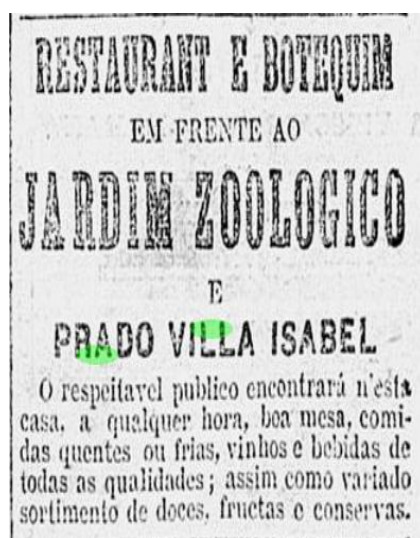 RESTAURANT E BOTEQUIM
EM FRENTE AO
JARDIM ZOOLOGICO
E
PRADO VILLA ISABEL
O respeitavel publico encontrará n'esta
casa, a qualquer hora, boa mesa, comi-
das quentes ou frias, vinhos e bebidas de
todas as qualidades; assim como variado
sortimento de doces, fructas e conservas.